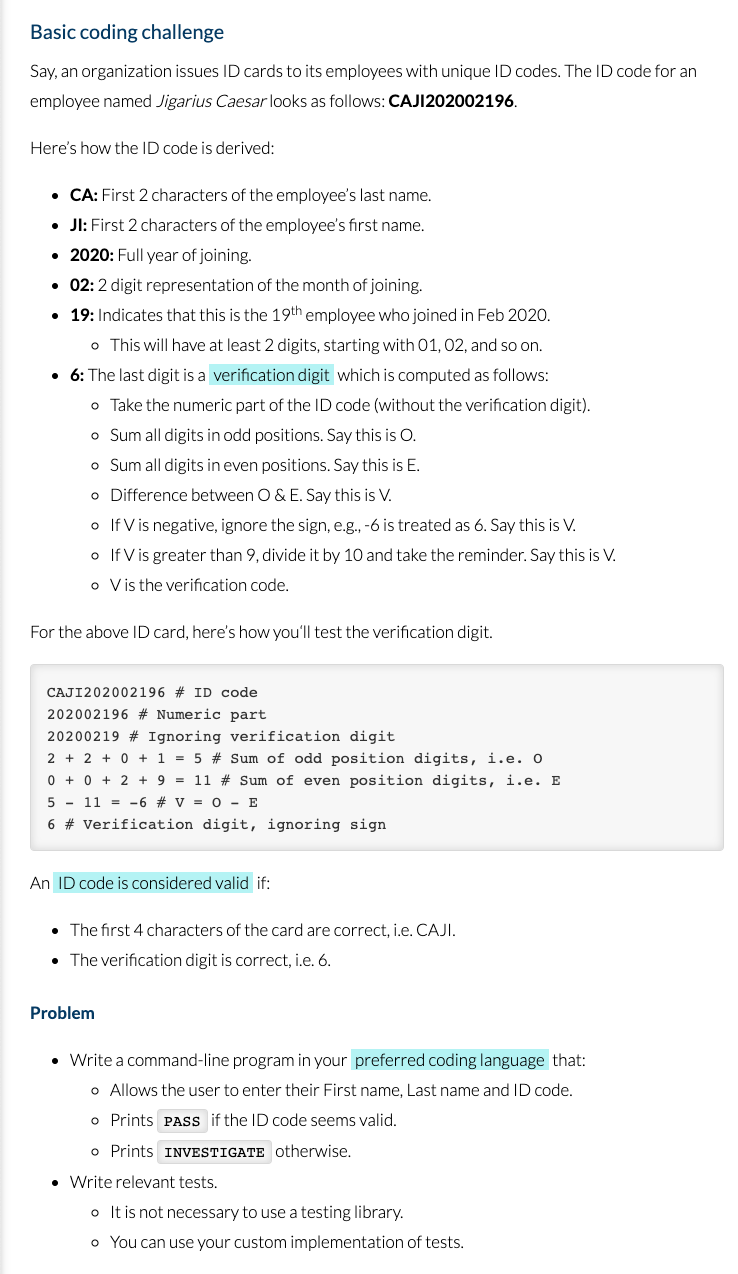 Basic coding challenge
Say, an organization issues ID cards to its employees with unique ID codes. The ID code for an
employee named Jigarius Caesar looks as follows: CAJI202002196.
Here's how the ID code is derived:
• CA: First 2 characters of the employee's last name.
• JI: First 2 characters of the employee's first name.
• 2020: Full year of joining.
• 02: 2 digit representation of the month of joining.
• 19: Indicates that this is the 19th employee who joined in Feb 2020.
○ This will have at least 2 digits, starting with 01, 02, and so on.
• 6: The last digit is a verification digit which is computed as follows:
○ Take the numeric part of the ID code (without the verification digit).
○ Sum all digits in odd positions. Say this is O.
○ Sum all digits in even positions. Say this is E.
○ Difference between O & E. Say this is V.
○ If V is negative, ignore the sign, e.g., -6 is treated as 6. Say this is V.
○ If V is greater than 9, divide it by 10 and take the reminder. Say this is V.
○ V is the verification code.
For the above ID card, here's how you'll test the verification digit.
CAJI202002196 # ID code
202002196 # Numeric part
20200219 # Ignoring verification digit
2 + 2 + 0 + 1 = 5 # Sum of odd position digits, i.e. O
0 + 0 + 2 + 9 = 11 # Sum of even position digits, i.e. E
5 - 11 = -6 # V = O - E
6 # Verification digit, ignoring sign
An ID code is considered valid if:
• The first 4 characters of the card are correct, i.e. CAJI.
• The verification digit is correct, i.e. 6.
Problem
• Write a command-line program in your preferred coding language that:
○ Allows the user to enter their First name, Last name and ID code.
○ Prints PASS if the ID code seems valid.
○ Prints INVESTIGATE otherwise.
• Write relevant tests.
○ It is not necessary to use a testing library.
○ You can use your custom implementation of tests.